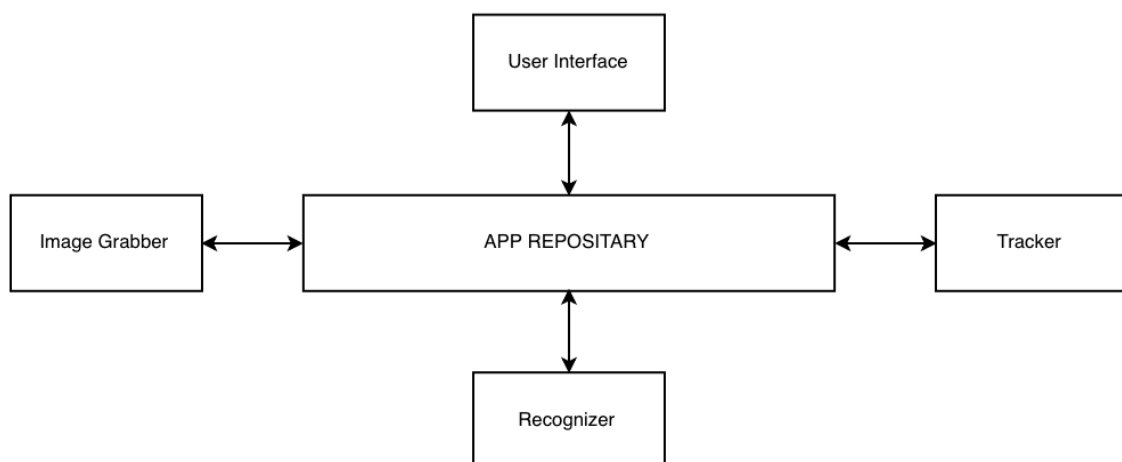 User Interface
Image Grabber
APP REPOSITARY
Tracker
Recognizer